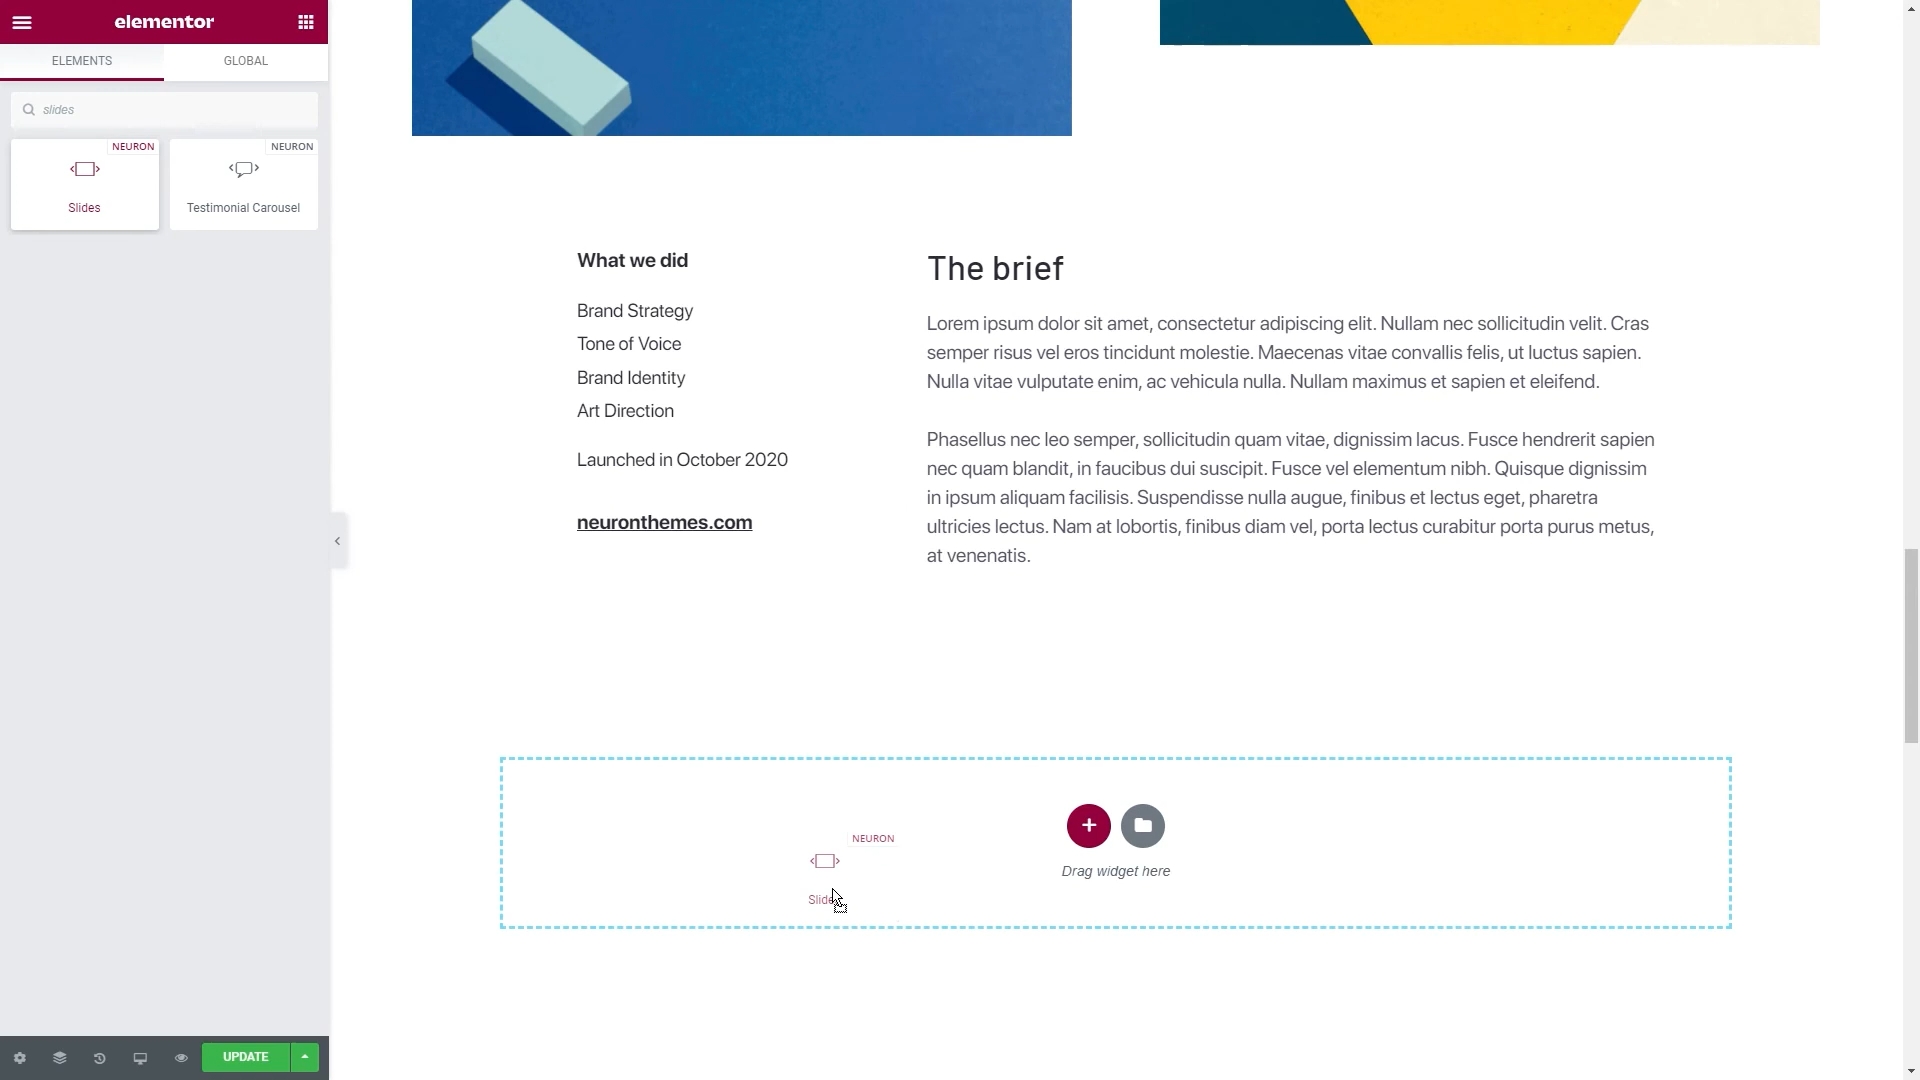 elementor
ELEMENTS
GLOBAL
slides
NEURON
Slides
NEURON
Testimonial Carousel
What we did
Brand Strategy
Tone of Voice
Brand Identity
Art Direction
Launched in October 2020
neuronthemes.com
The brief
Lorem ipsum dolor sit amet, consectetur adipiscing elit. Nullam nec sollicitudin velit. Cras
semper risus vel eros tincidunt molestie. Maecenas vitae convallis felis, ut luctus sapien.
Nulla vitae vulputate enim, ac vehicula nulla. Nullam maximus et sapien et eleifend.
Phasellus nec leo semper, sollicitudin quam vitae, dignissim lacus. Fusce hendrerit sapien
nec quam blandit, in faucibus dui suscipit. Fusce vel elementum nibh. Quisque dignissim
in ipsum aliquam facilisis. Suspendisse nulla augue, finibus et lectus eget, pharetra
ultricies lectus. Nam at lobortis, finibus diam vel, porta lectus curabitur porta purus metus,
at venenatis.
NEURON
Slides
Drag widget here
UPDATE